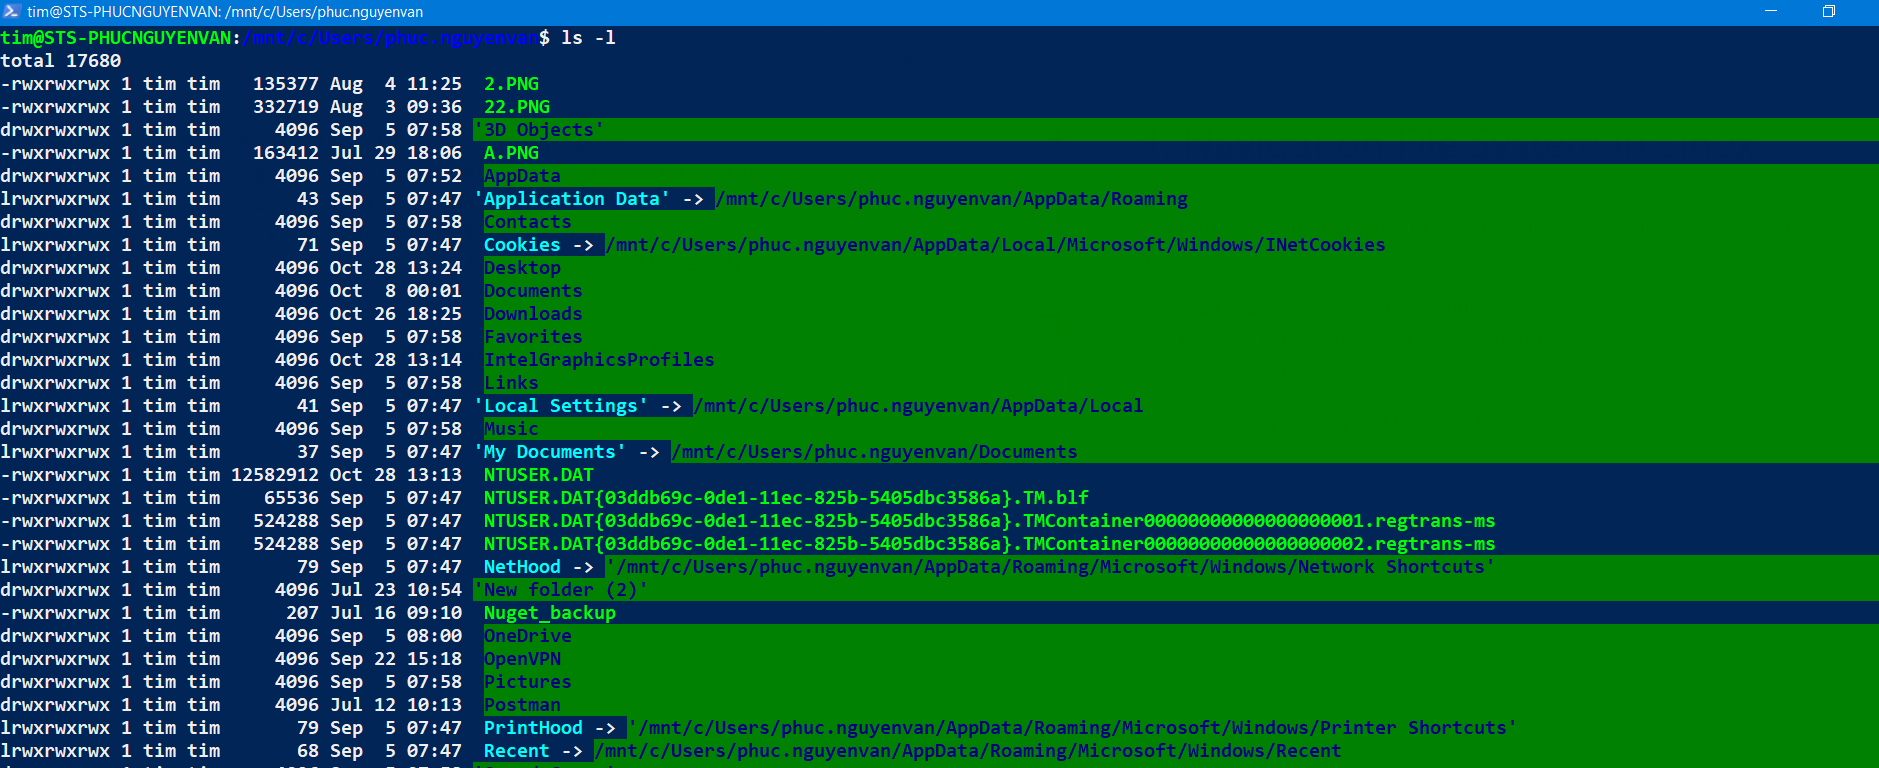 tim@STS-PHUCNGUYENVAN: /mnt/c/Users/phuc.nguyenvan
tim@STS-PHUCNGUYENVAN:/mnt/c/Users/phuc.nguyenvan$ ls -l
total 17680
-rwxrwxrwx 1 tim tim   135377 Aug  4 11:25  2.PNG
-rwxrwxrwx 1 tim tim   332719 Aug  3 09:36  22.PNG
drwxrwxrwx 1 tim tim     4096 Sep  5 07:58 '3D Objects'
-rwxrwxrwx 1 tim tim   163412 Jul 29 18:06  A.PNG
drwxrwxrwx 1 tim tim     4096 Sep  5 07:52  AppData
lrwxrwxrwx 1 tim tim       43 Sep  5 07:47 'Application Data' -> /mnt/c/Users/phuc.nguyenvan/AppData/Roaming
drwxrwxrwx 1 tim tim     4096 Sep  5 07:58  Contacts
lrwxrwxrwx 1 tim tim       71 Sep  5 07:47  Cookies -> /mnt/c/Users/phuc.nguyenvan/AppData/Local/Microsoft/Windows/INetCookies
drwxrwxrwx 1 tim tim     4096 Oct 28 13:24  Desktop
drwxrwxrwx 1 tim tim     4096 Oct  8 00:01  Documents
drwxrwxrwx 1 tim tim     4096 Oct 26 18:25  Downloads
drwxrwxrwx 1 tim tim     4096 Sep  5 07:58  Favorites
drwxrwxrwx 1 tim tim     4096 Oct 28 13:14  IntelGraphicsProfiles
drwxrwxrwx 1 tim tim     4096 Sep  5 07:58  Links
lrwxrwxrwx 1 tim tim       41 Sep  5 07:47 'Local Settings' -> /mnt/c/Users/phuc.nguyenvan/AppData/Local
drwxrwxrwx 1 tim tim     4096 Sep  5 07:58  Music
lrwxrwxrwx 1 tim tim       37 Sep  5 07:47 'My Documents' -> /mnt/c/Users/phuc.nguyenvan/Documents
-rwxrwxrwx 1 tim tim 12582912 Oct 28 13:13  NTUSER.DAT
-rwxrwxrwx 1 tim tim    65536 Sep  5 07:47  NTUSER.DAT{03ddb69c-0de1-11ec-825b-5405dbc3586a}.TM.blf
-rwxrwxrwx 1 tim tim   524288 Sep  5 07:47  NTUSER.DAT{03ddb69c-0de1-11ec-825b-5405dbc3586a}.TMContainer00000000000000000001.regtrans-ms
-rwxrwxrwx 1 tim tim   524288 Sep  5 07:47  NTUSER.DAT{03ddb69c-0de1-11ec-825b-5405dbc3586a}.TMContainer00000000000000000002.regtrans-ms
lrwxrwxrwx 1 tim tim       79 Sep  5 07:47  NetHood -> '/mnt/c/Users/phuc.nguyenvan/AppData/Roaming/Microsoft/Windows/Network Shortcuts'
drwxrwxrwx 1 tim tim     4096 Jul 23 10:54 'New folder (2)'
-rwxrwxrwx 1 tim tim      207 Jul 16 09:10  Nuget_backup
drwxrwxrwx 1 tim tim     4096 Sep  5 08:00  OneDrive
drwxrwxrwx 1 tim tim     4096 Sep 22 15:18  OpenVPN
drwxrwxrwx 1 tim tim     4096 Sep  5 07:58  Pictures
drwxrwxrwx 1 tim tim     4096 Jul 12 10:13  Postman
lrwxrwxrwx 1 tim tim       79 Sep  5 07:47  PrintHood -> '/mnt/c/Users/phuc.nguyenvan/AppData/Roaming/Microsoft/Windows/Printer Shortcuts'
lrwxrwxrwx 1 tim tim       68 Sep  5 07:47  Recent -> /mnt/c/Users/phuc.nguyenvan/AppData/Roaming/Microsoft/Windows/Recent